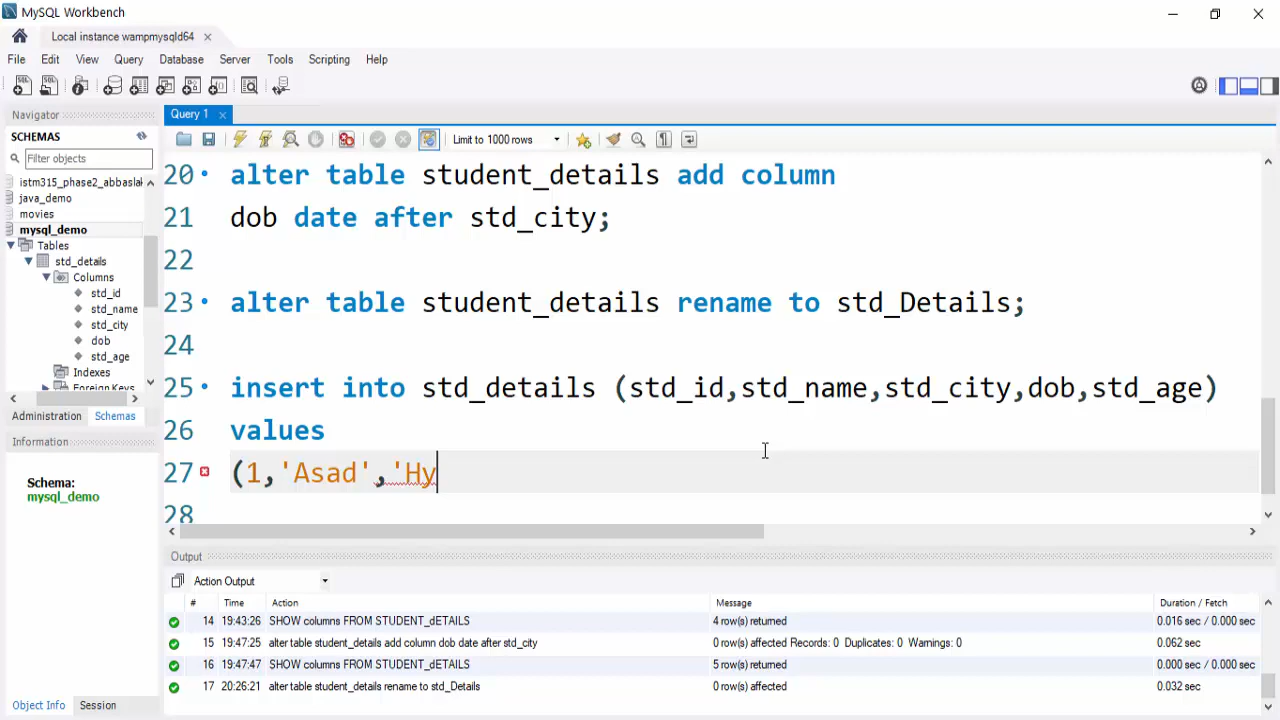 MySQL Workbench
Local instance wampmysqld64
File Edit View Query Database Server Tools Scripting Help
Navigator
SCHEMAS
Filter objects
istm315_phase2_abbaslak
java_demo
movies
mysql_demo
Tables
std_details
Columns
std_id
std_name
std_city
dob
std_age
Indexes
Foreign Keys
Administration Schemas
Information
Schema:
mysql_demo
Object Info Session
Query 1
Limit to 1000 rows
20 alter table student_details add column
21 dob date after std_city;
22
23 alter table student_details rename to std_Details;
24
25 insert into std_details (std_id,std_name,std_city,dob,std_age)
26 values
27 (1,'Asad','Hy
28
Output
Action Output
# Time Action Message Duration / Fetch
14 19:43:26 SHOW columns FROM STUDENT_dETAILS 4 row(s) returned 0.016 sec / 0.000 sec
15 19:47:25 alter table student_details add column dob date after std_city 0 row(s) affected Records: 0 Duplicates: 0 Warnings: 0 0.062 sec
16 19:47:47 SHOW columns FROM STUDENT_dETAILS 5 row(s) returned 0.000 sec / 0.000 sec
17 20:26:21 alter table student_details rename to std_Details 0 row(s) affected 0.032 sec